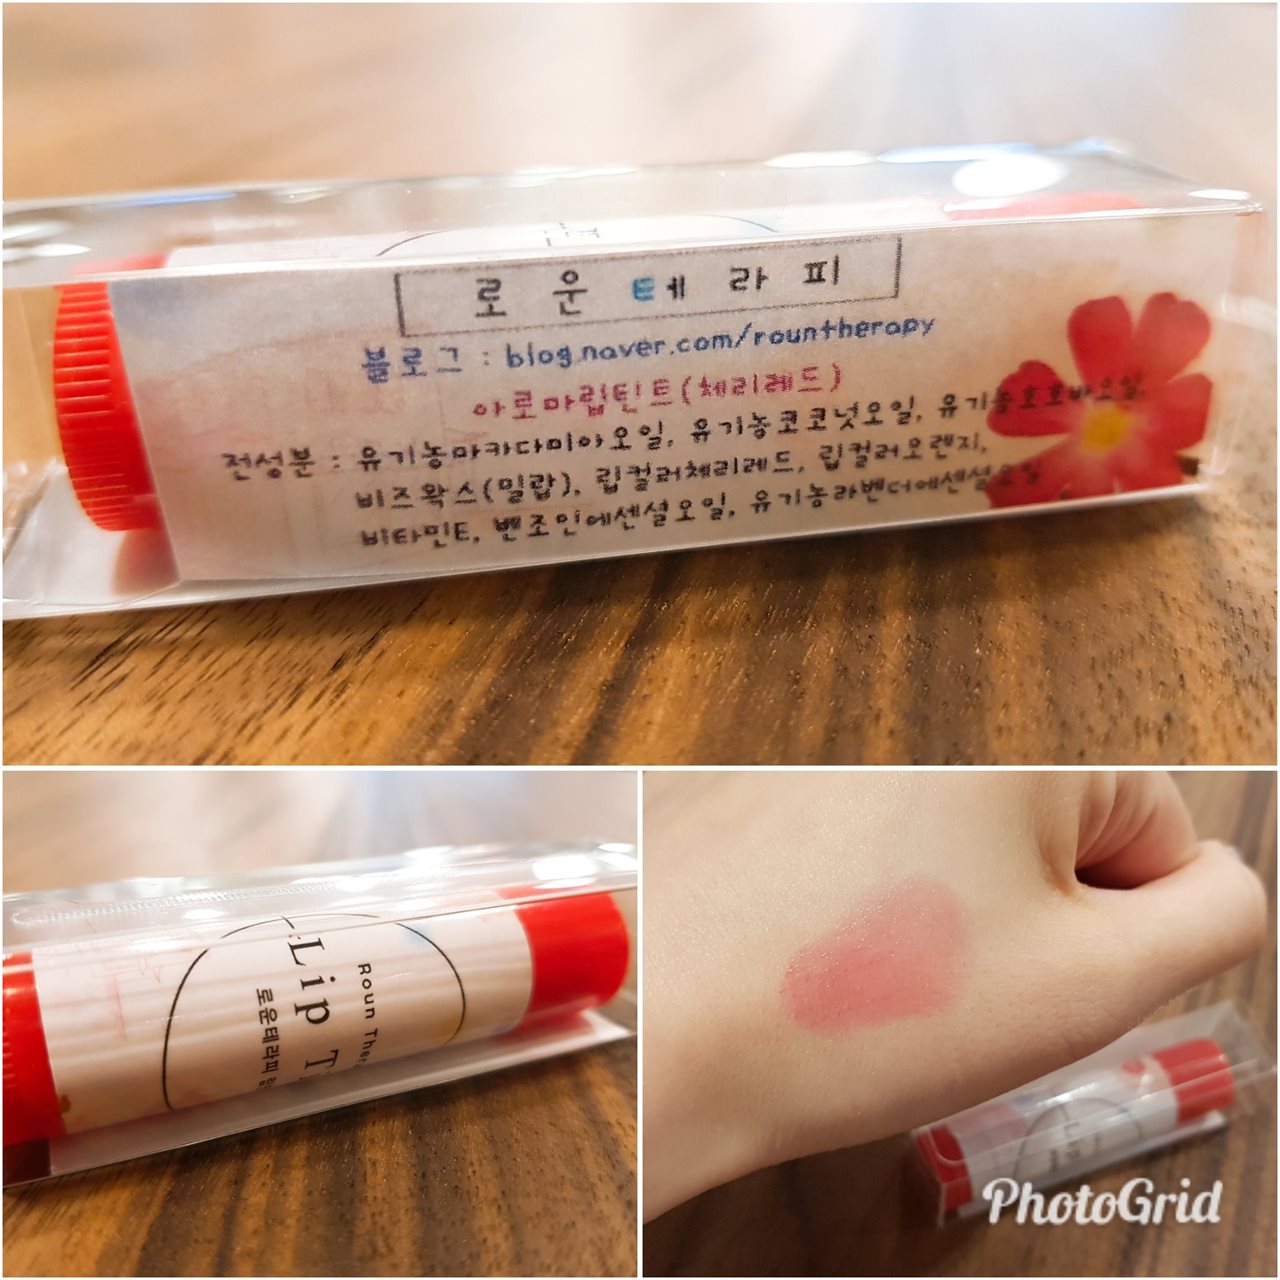 로운테라피
블로그 : blog.naver.com/rountherapy
아로마립틴트(체리레드)
전성분 : 유기농마카다미아오일, 유기농코코넛오일, 유기농호호바오일,
비즈왁스(밀랍), 립컬러체리레드, 립컬러오렌지,
비타민E, 벤조인에센셜오일, 유기농라벤더에센셜오일
Roun
Lip
로운테라피
PhotoGrid